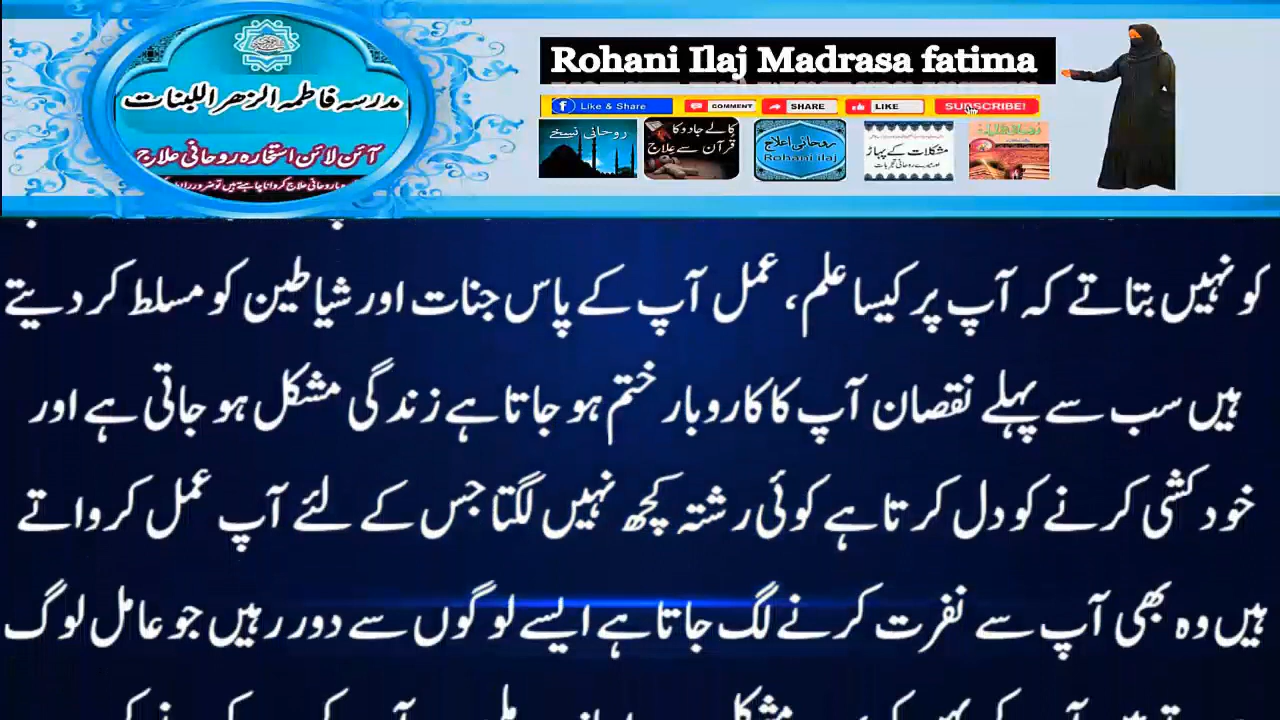 مدرسہ فاطمۃ الزھرا للبنات
آئن لائن استخارہ روحانی علاج
Rohani Ilaj Madrasa fatima
Like & Share
COMMENT
SHARE
LIKE
SUBSCRIBE!
روحانی نسخے
کالے جادو کا
قرآن سے علاج
روحانی علاج
Rohani ilaj
مشکلات کے پہاڑ
کو نہیں بتاتے کہ آپ پر کیسا علم، عمل آپ کے پاس جنات اور شیاطین کو مسلط کر دیتے
ہیں سب سے پہلے نقصان آپ کا کاروبار ختم ہو جاتا ہے زندگی مشکل ہو جاتی ہے اور
خودکشی کرنے کو دل کرتا ہے کوئی رشتہ کچھ نہیں لگتا جس کے لئے آپ عمل کرواتے
ہیں وہ بھی آپ سے نفرت کرنے لگ جاتا ہے ایسے لوگوں سے دور رہیں جو عامل لوگ